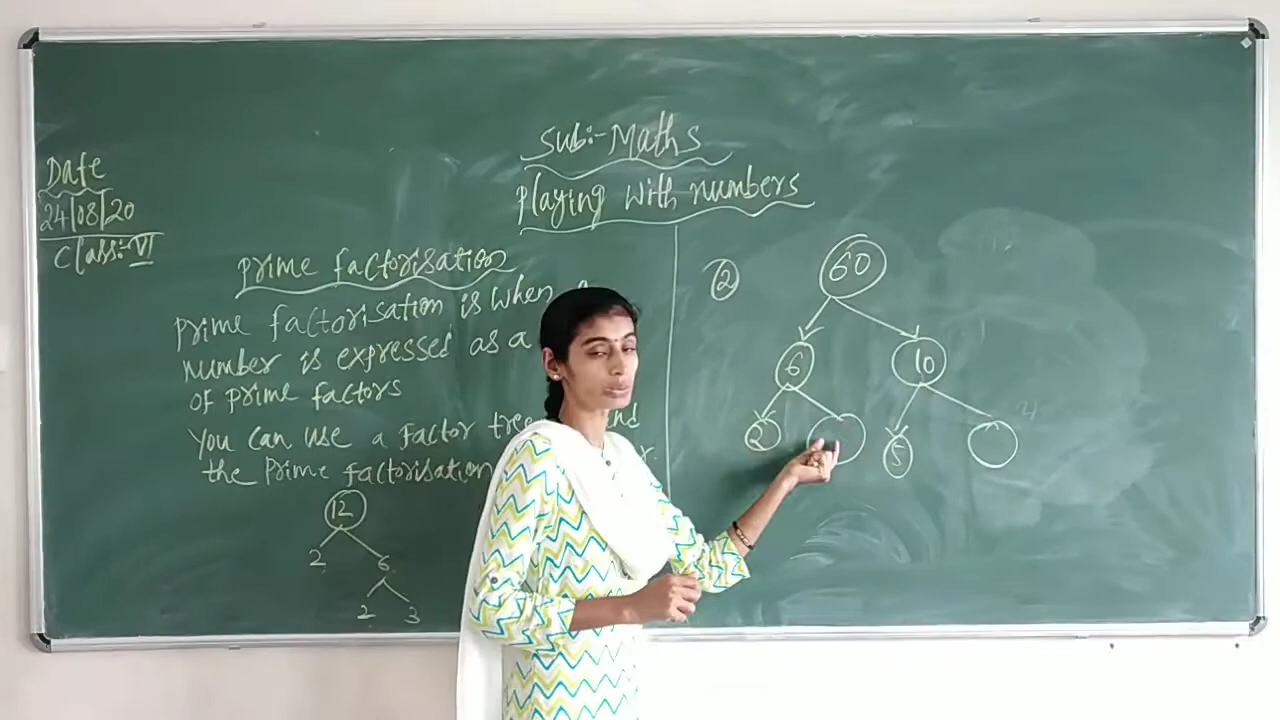 Sub:- Maths
Playing with numbers
Date
24/08/20
Class:- VI
Prime factorisation
Prime factorisation is when a
number is expressed as a
of prime factors
You can use a factor tree
the prime factorisation
12
2 6
2 3
2
60
6 10
2 5